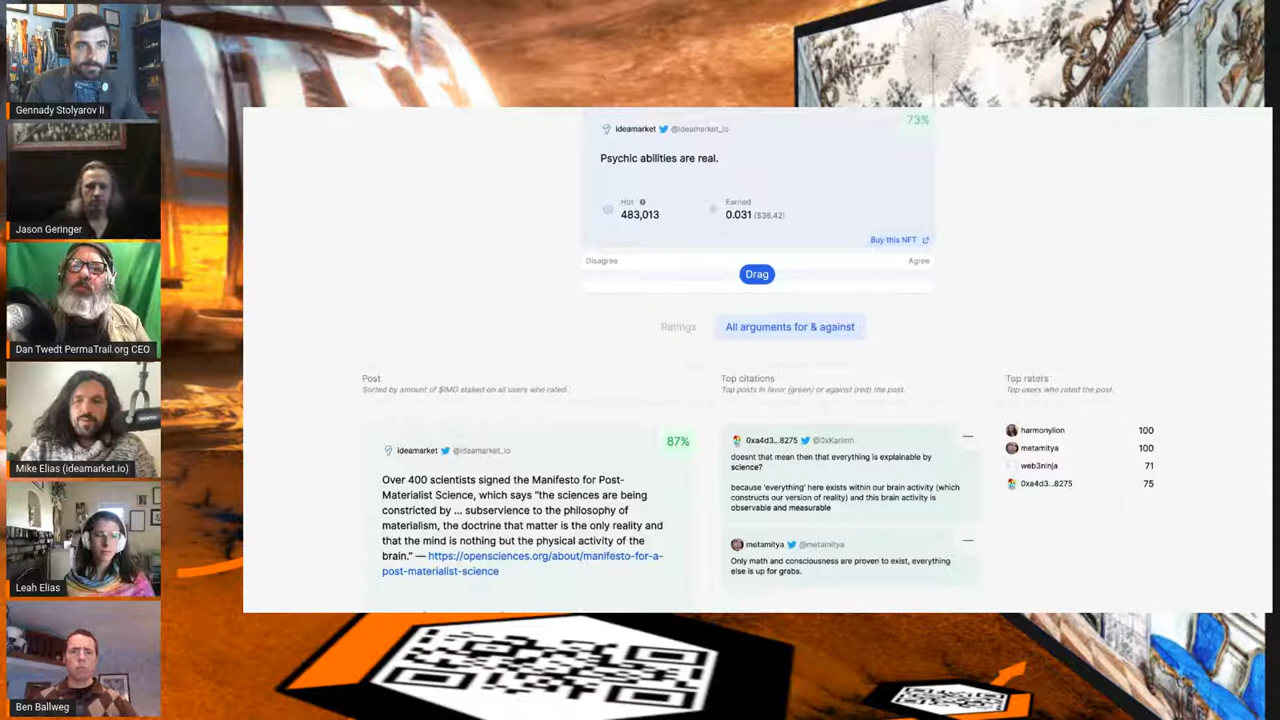 Gennady Stolyarov II
Jason Geringer
Dan Twedt PermaTrail.org CEO
Mike Elias (ideamarket.io)
Leah Elias
Ben Ballweg
ideamarket @ideamarket_io
73%
Psychic abilities are real.
Hot
483,013
Earned
0.031 ($36.42)
Buy this NFT
Disagree
Agree
Drag
Ratings
All arguments for & against
Post
Sorted by amount of $IMO staked on all users who rated.
Top citations
Top posts in favor (green) or against (red) the post.
Top raters
Top users who rated the post.
ideamarket @ideamarket_io
87%
Over 400 scientists signed the Manifesto for Post-
Materialist Science, which says "the sciences are being
constricted by ... subservience to the philosophy of
materialism, the doctrine that matter is the only reality and
that the mind is nothing but the physical activity of the
brain." — https://opensciences.org/about/manifesto-for-a-
post-materialist-science
0xa4d3...8275 @0xKarimh
doesnt that mean then that everything is explainable by
science?
because 'everything' here exists within our brain activity (which
constructs our version of reality) and this brain activity is
observable and measurable
metamitya @metamitya
Only math and consciousness are proven to exist, everything
else is up for grabs.
harmonylion 100
metamitya 100
web3ninja 71
0xa4d3...8275 75